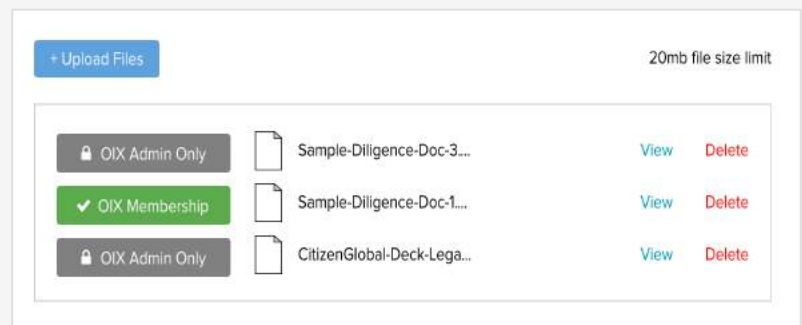 + Upload Files 20mb file size limit
OIX Admin Only Sample-Diligence-Doc-3.... View Delete
OIX Membership Sample-Diligence-Doc-1.... View Delete
OIX Admin Only CitizenGlobal-Deck-Lega... View Delete